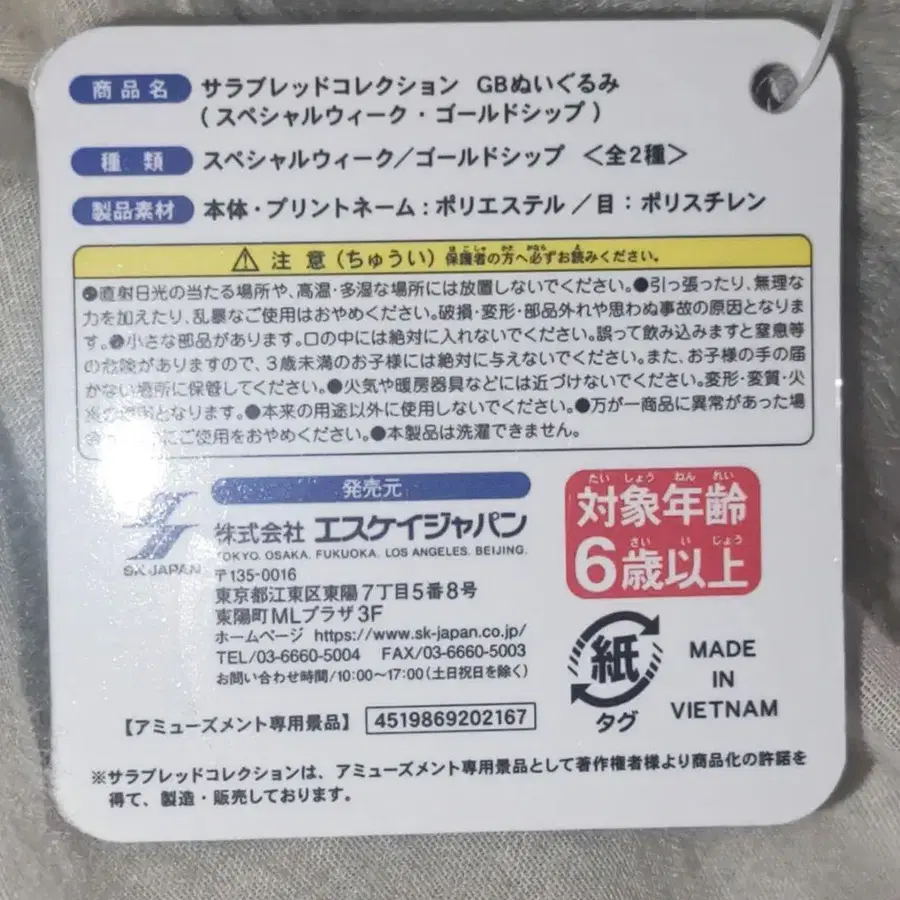 商品名 サラブレッドコレクション GBぬいぐるみ
(スペシャルウィーク・ゴールドシップ)
種類 スペシャルウィーク／ゴールドシップ ＜全2種＞
製品素材 本体・プリントネーム：ポリエステル／目：ポリスチレン
注意(ちゅうい) 保護者の方へ必ずお読みください。
●直射日光の当たる場所や、高温・多湿な場所には放置しないでください。●引っ張ったり、無理な
力を加えたり、乱暴なご使用はおやめください。破損・変形・部品外れや思わぬ事故の原因となりま
す。●小さな部品があります。口の中には絶対に入れないでください。誤って飲み込みますと窒息等
の危険がありますので、3歳未満のお子様には絶対に与えないでください。また、お子様の手の届
かない場所に保管してください。●火気や暖房器具などには近づけないでください。変形・変質・火
となります。●本来の用途以外に使用しないでください。●万が一商品に異常があった場
にご使用をおやめください。●本製品は洗濯できません。
発売元
株式会社 エスケイジャパン
TOKYO. OSAKA. FUKUOKA. LOS ANGELES. BEIJING.
SK JAPAN
〒135-0016
東京都江東区東陽7丁目5番8号
東陽町MLプラザ3F
ホームページ https://www.sk-japan.co.jp/
TEL/03-6660-5004 FAX/03-6660-5003
お問い合わせ時間/10:00〜17:00(土日祝日を除く)
たいしょうねんれい
対象年齢
さいいじょう
6歳以上
紙
タグ
MADE
IN
VIETNAM
【アミューズメント専用景品】 4519869202167
※サラブレッドコレクションは、アミューズメント専用景品として著作権者様より商品化の許諾を
得て、製造・販売しております。